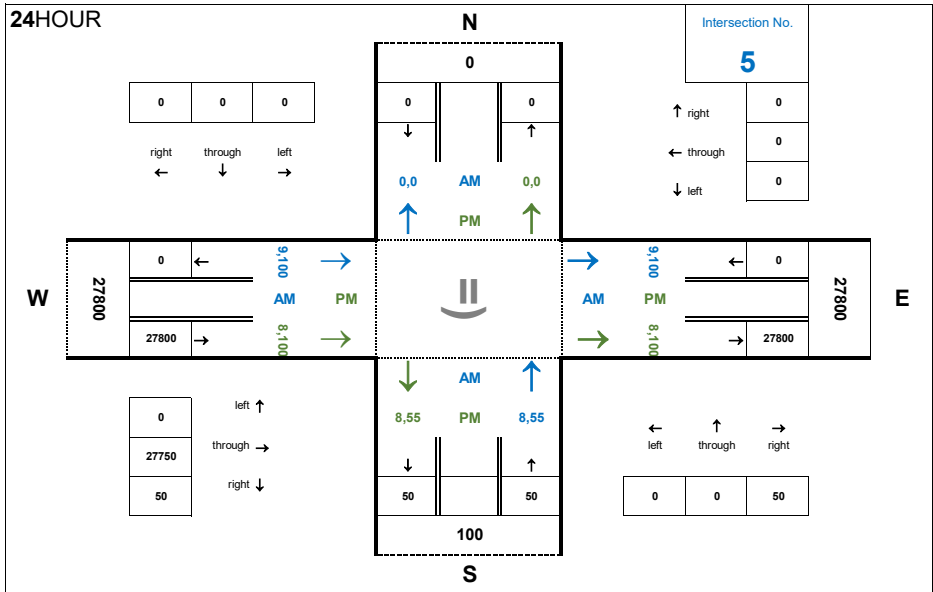 24HOUR
N
Intersection No.
5
0
0 0 0
0 0
right through left
← ↓ →
↓ ↑
↑ right 0
← through 0
↓ left 0
0,0 AM 0,0
↑ PM ↑
W
27800
0 ←
9,100 →
AM PM
27800 →
8,100 →
→ 9,100
AM PM
→ 8,100
← 0
→ 27800
27800
E
↓ AM ↑
8,55 PM 8,55
↓ ↑
50 50
100
S
left ↑
0
through →
27750
right ↓
50
← ↑ →
left through right
0 0 50